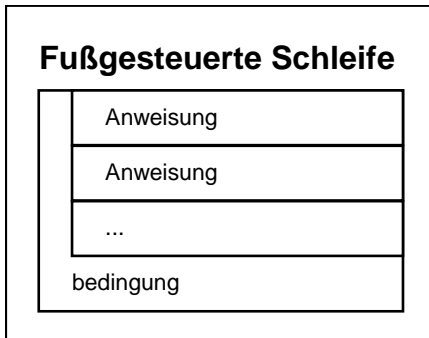 Fußgesteuerte Schleife
Anweisung
Anweisung
...
bedingung